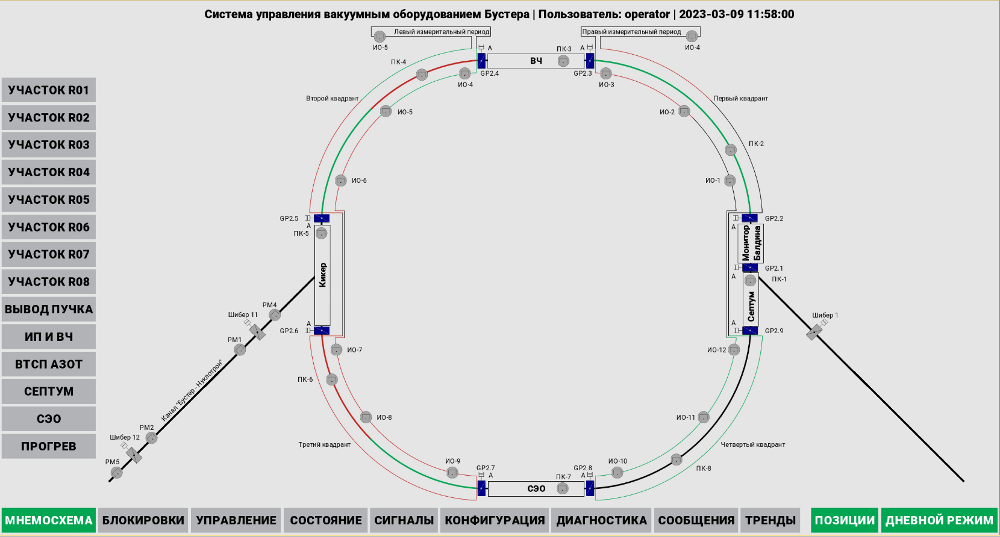 Система управления вакуумным оборудованием Бустера | Пользователь: operator | 2023-03-09 11:58:00
Левый измерительный период
Правый измерительный период
ИО-5
ИО-4
А
ПК-3
А
ПК-4
ВЧ
GP2.4
GP2.3
ИО-4
ИО-3
УЧАСТОК R01
Второй квадрант
Первый квадрант
УЧАСТОК R02
ИО-5
ИО-2
УЧАСТОК R03
ПК-2
УЧАСТОК R04
ИО-6
ИО-1
УЧАСТОК R05
GP2.5
GP2.2
А
А
УЧАСТОК R06
ПК-5
Монитор
Балдина
УЧАСТОК R07
Кикер
GP2.1
А
ПК-1
УЧАСТОК R08
Септум
ВЫВОД ПУЧКА
PM4
Шибер 11
Шибер 1
А
А
GP2.6
GP2.9
ИП И ВЧ
PM1
ИО-7
ИО-12
ВТСП АЗОТ
Канал "Бустер - Нуклотрон"
ПК-6
СЕПТУМ
СЭО
ИО-8
ИО-11
PM2
Шибер 12
ПРОГРЕВ
Третий квадрант
Четвертый квадрант
PM5
ИО-9
ИО-10
GP2.7
GP2.8
ПК-8
А
ПК-7
А
СЭО
МНЕМОСХЕМА
БЛОКИРОВКИ
УПРАВЛЕНИЕ
СОСТОЯНИЕ
СИГНАЛЫ
КОНФИГУРАЦИЯ
ДИАГНОСТИКА
СООБЩЕНИЯ
ТРЕНДЫ
ПОЗИЦИИ
ДНЕВНОЙ РЕЖИМ